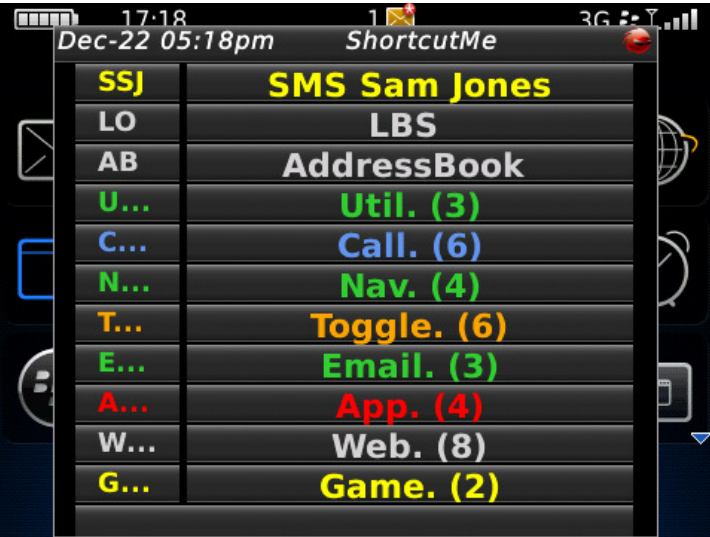 17:18 1 3G
Dec-22 05:18pm ShortcutMe
SSJ SMS Sam Jones
LO LBS
AB AddressBook
U... Util. (3)
C... Call. (6)
N... Nav. (4)
T... Toggle. (6)
E... Email. (3)
A... App. (4)
W... Web. (8)
G... Game. (2)